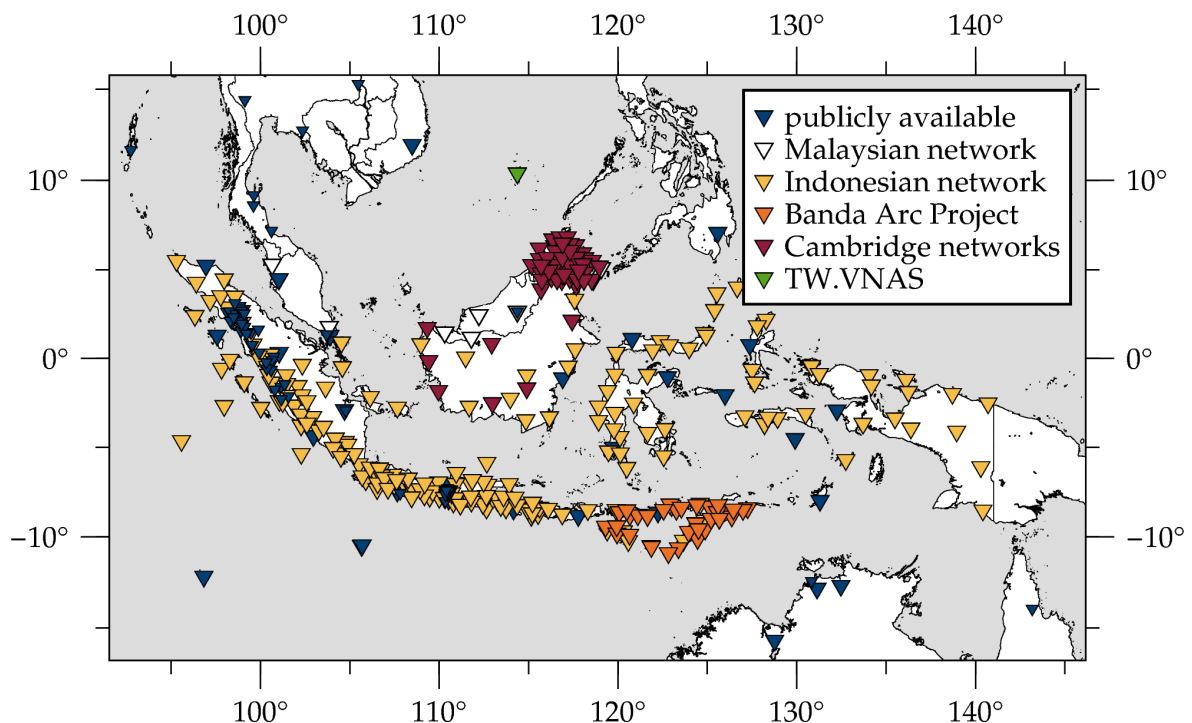 100° 110° 120° 130° 140°
publicly available
Malaysian network
Indonesian network
Banda Arc Project
Cambridge networks
TW.VNAS
10° 10°
0° 0°
−10° −10°
100° 110° 120° 130° 140°